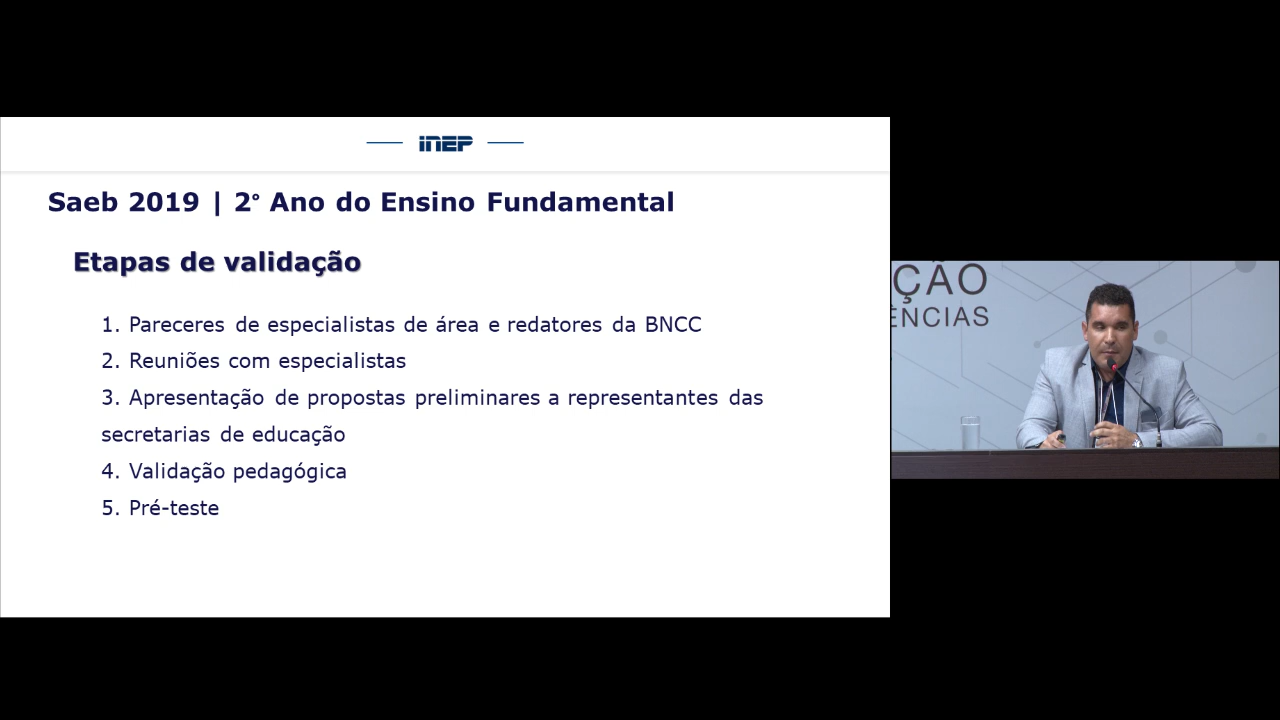 INEP
Saeb 2019 | 2° Ano do Ensino Fundamental
Etapas de validação
1. Pareceres de especialistas de área e redatores da BNCC
2. Reuniões com especialistas
3. Apresentação de propostas preliminares a representantes das
secretarias de educação
4. Validação pedagógica
5. Pré-teste
ÇÃO
ÊNCIAS